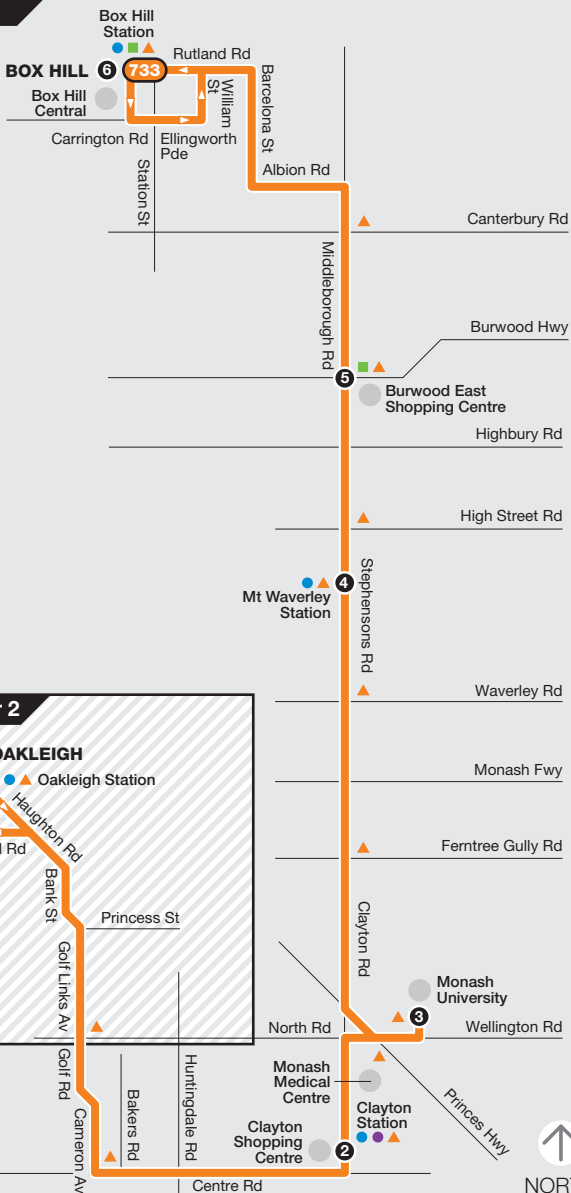 Box Hill
Station
BOX HILL 6 733
Rutland Rd
Box Hill
Central
William
St
Barcelona St
Carrington Rd
Ellingworth
Pde
Station St
Albion Rd
Canterbury Rd
Middleborough Rd
Burwood Hwy
5
Burwood East
Shopping Centre
Highbury Rd
High Street Rd
4
Mt Waverley
Station
Stephensons Rd
Waverley Rd
2
OAKLEIGH
Oakleigh Station
Monash Fwy
Haughton Rd
Rd
Ferntree Gully Rd
Bank St
Princess St
Clayton Rd
Golf Links Av
Monash
University
3
North Rd
Wellington Rd
Golf Rd
Bakers Rd
Huntingdale Rd
Monash
Medical
Centre
Princes Hwy
Cameron Av
Clayton
Station
Clayton
Shopping
Centre
2
Centre Rd
NORT